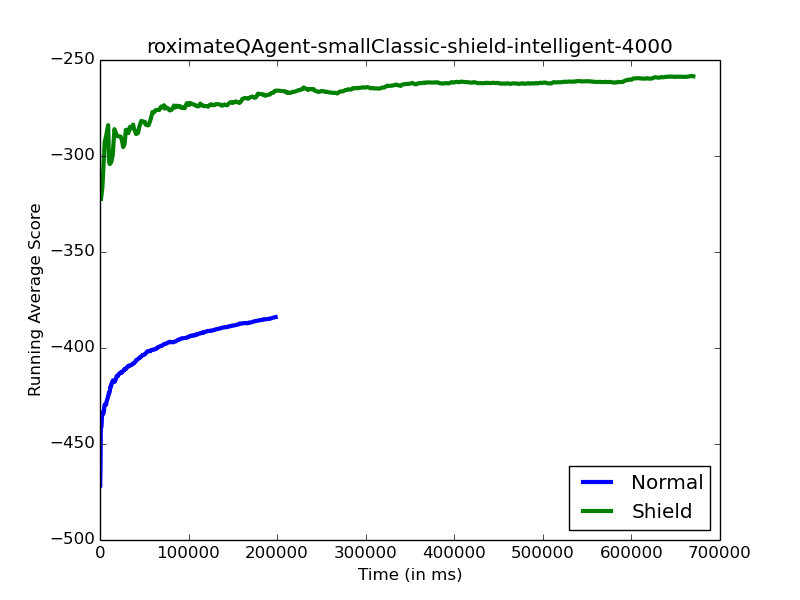 roximateQAgent-smallClassic-shield-intelligent-4000
−250
−300
−350
−400
−450
−500
Running Average Score
0 100000 200000 300000 400000 500000 600000 700000
Time (in ms)
Normal
Shield